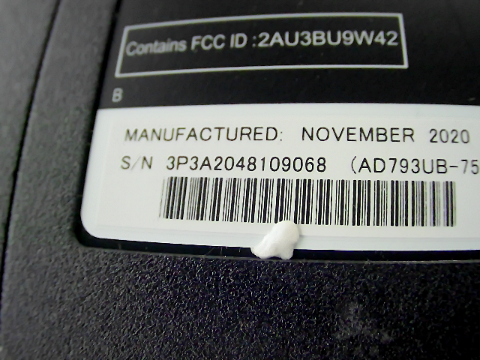 Contains FCC ID :2AU3BU9W42
B
MANUFACTURED: NOVEMBER 2020
S/N 3P3A2048109068 (AD793UB-75